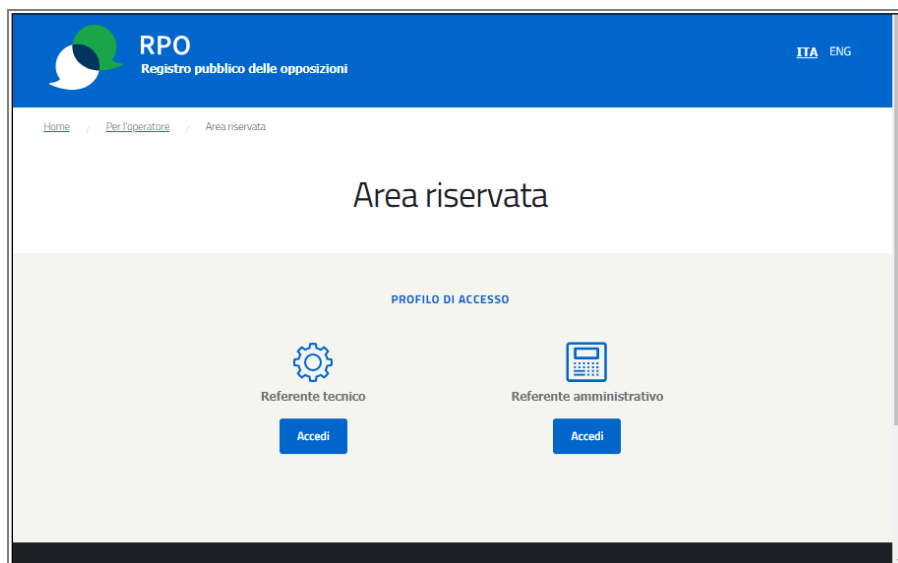 RPO
Registro pubblico delle opposizioni
ITA ENG
Home / Per l'operatore / Area riservata
Area riservata
PROFILO DI ACCESSO
Referente tecnico
Referente amministrativo
Accedi
Accedi